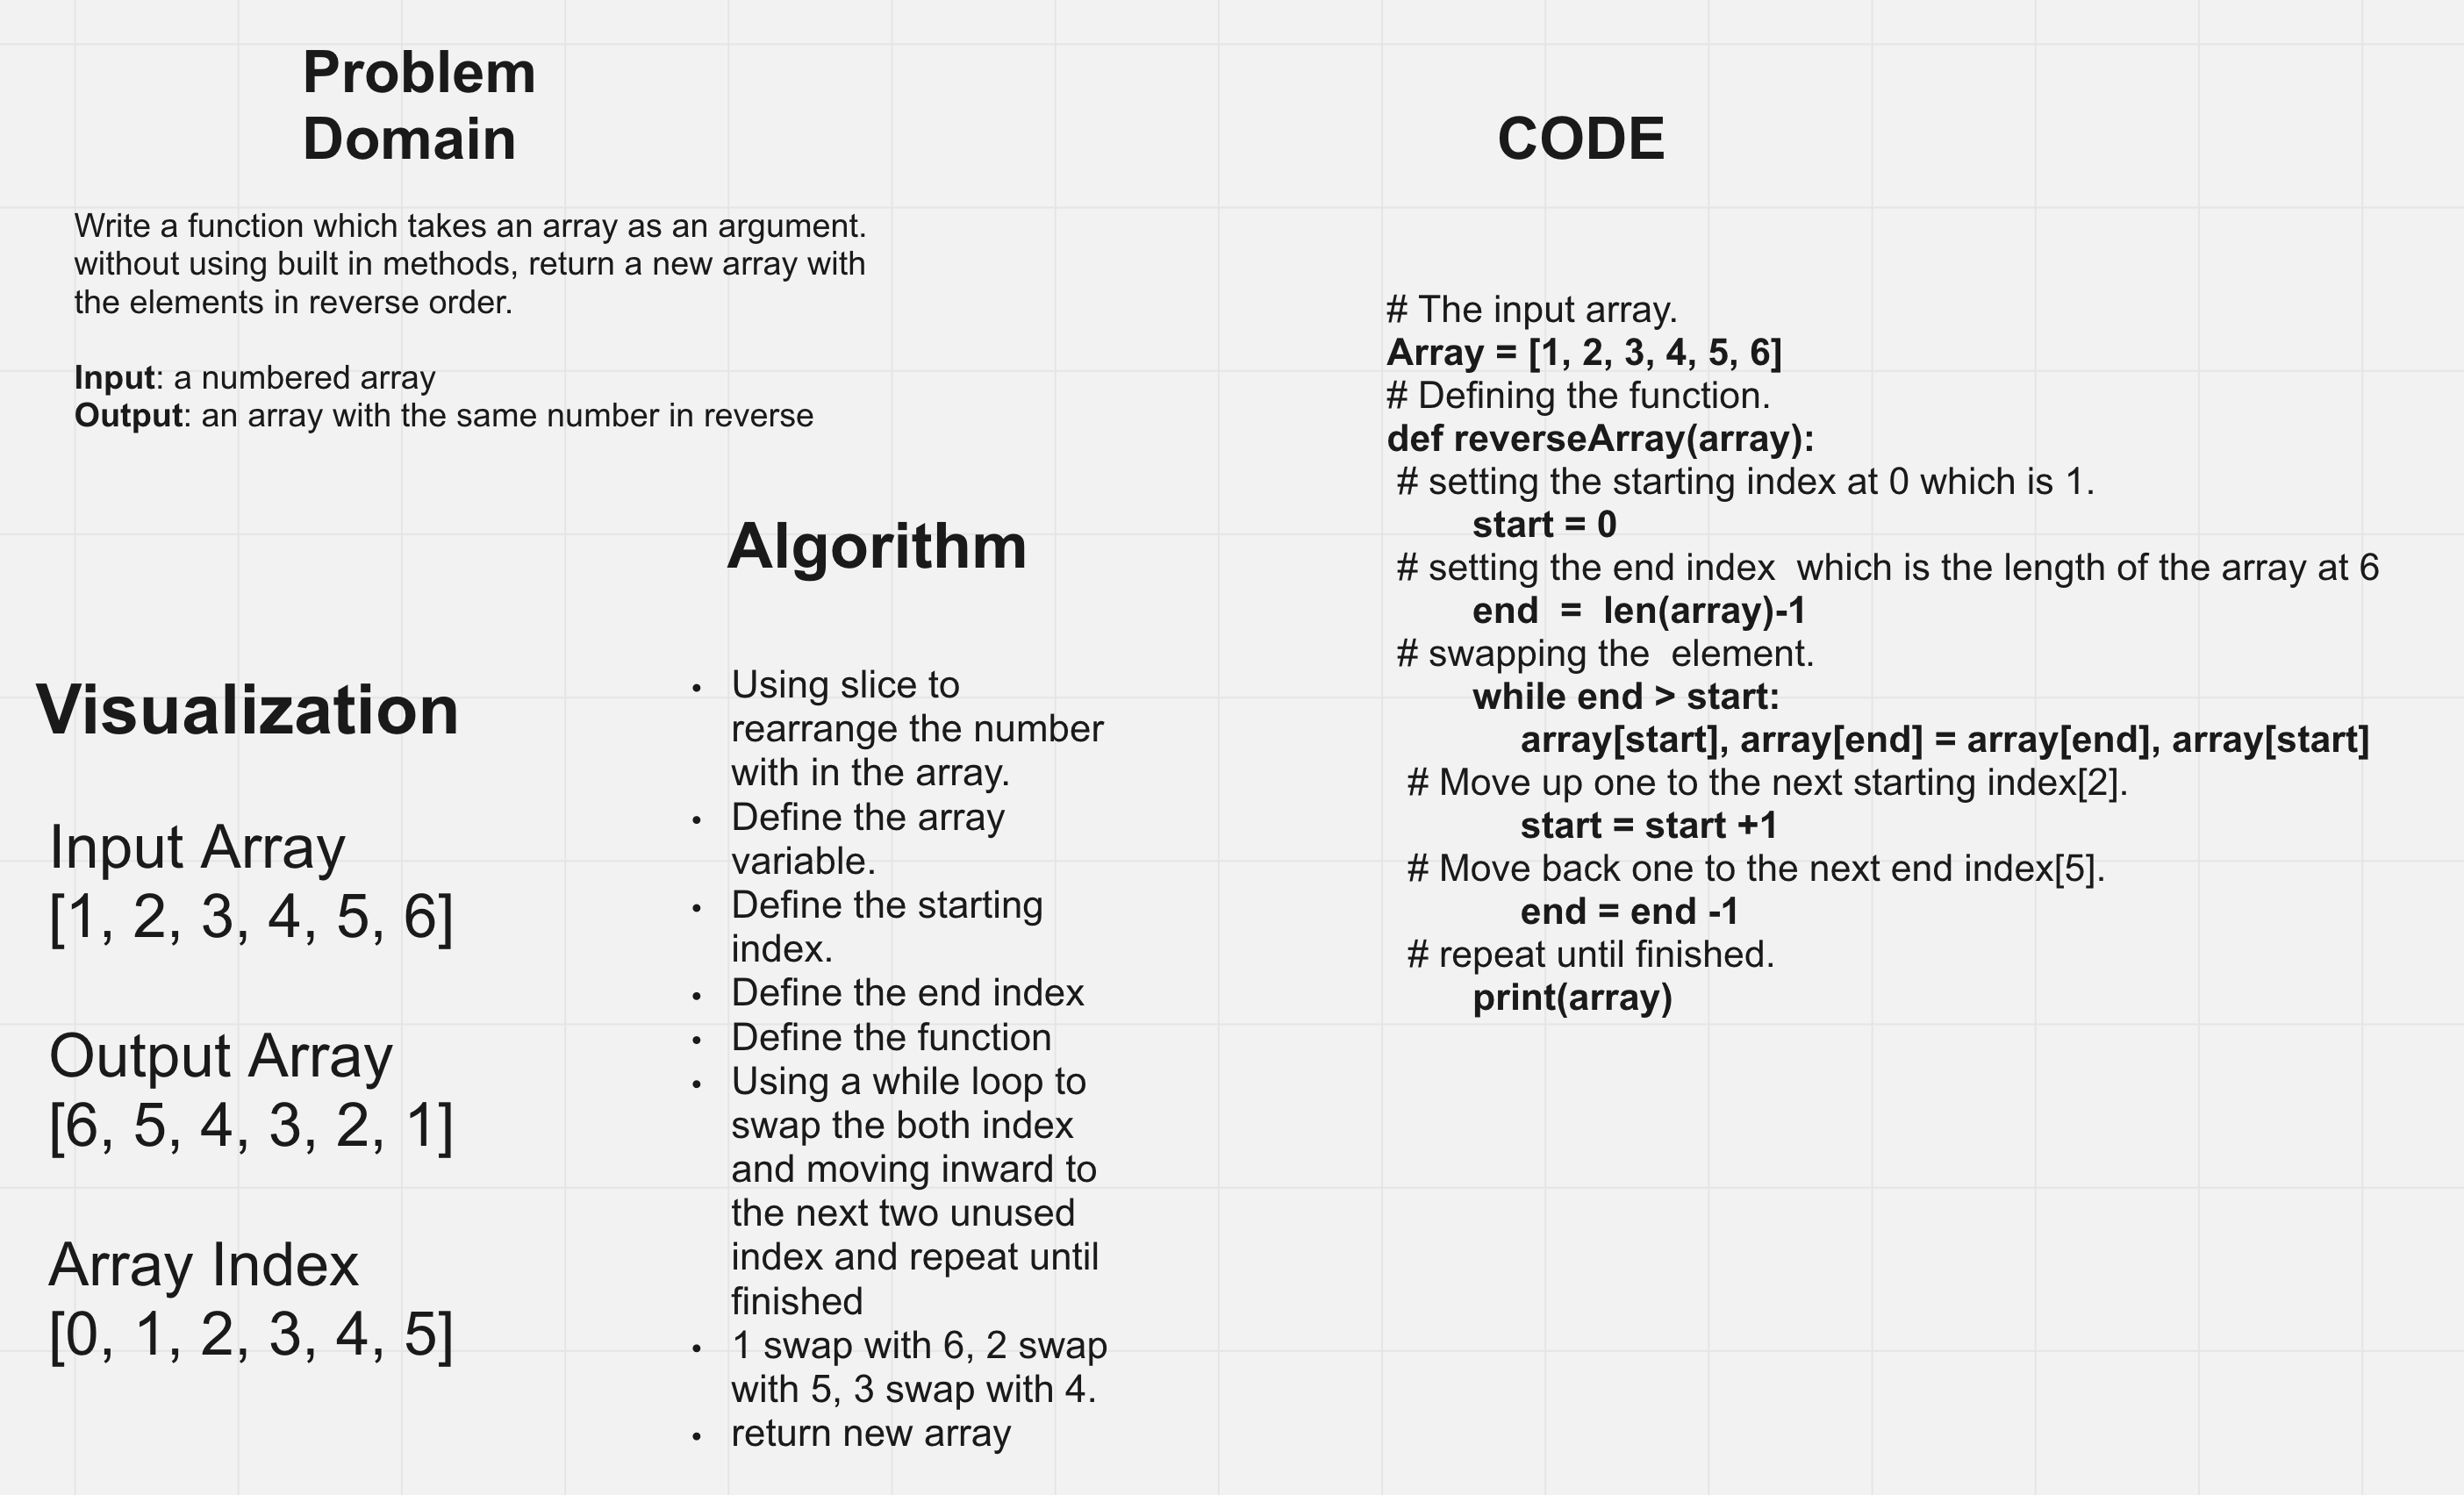 Problem
Domain
Write a function which takes an array as an argument.
without using built in methods, return a new array with
the elements in reverse order.
Input: a numbered array
Output: an array with the same number in reverse
Visualization
Input Array
[1, 2, 3, 4, 5, 6]
Output Array
[6, 5, 4, 3, 2, 1]
Array Index
[0, 1, 2, 3, 4, 5]
Algorithm
• Using slice to
rearrange the number
with in the array.
• Define the array
variable.
• Define the starting
index.
• Define the end index
• Define the function
• Using a while loop to
swap the both index
and moving inward to
the next two unused
index and repeat until
finished
• 1 swap with 6, 2 swap
with 5, 3 swap with 4.
• return new array
CODE
# The input array.
Array = [1, 2, 3, 4, 5, 6]
# Defining the function.
def reverseArray(array):
# setting the starting index at 0 which is 1.
start = 0
# setting the end index  which is the length of the array at 6
end  =  len(array)-1
# swapping the  element.
while end > start:
array[start], array[end] = array[end], array[start]
# Move up one to the next starting index[2].
start = start +1
# Move back one to the next end index[5].
end = end -1
# repeat until finished.
print(array)